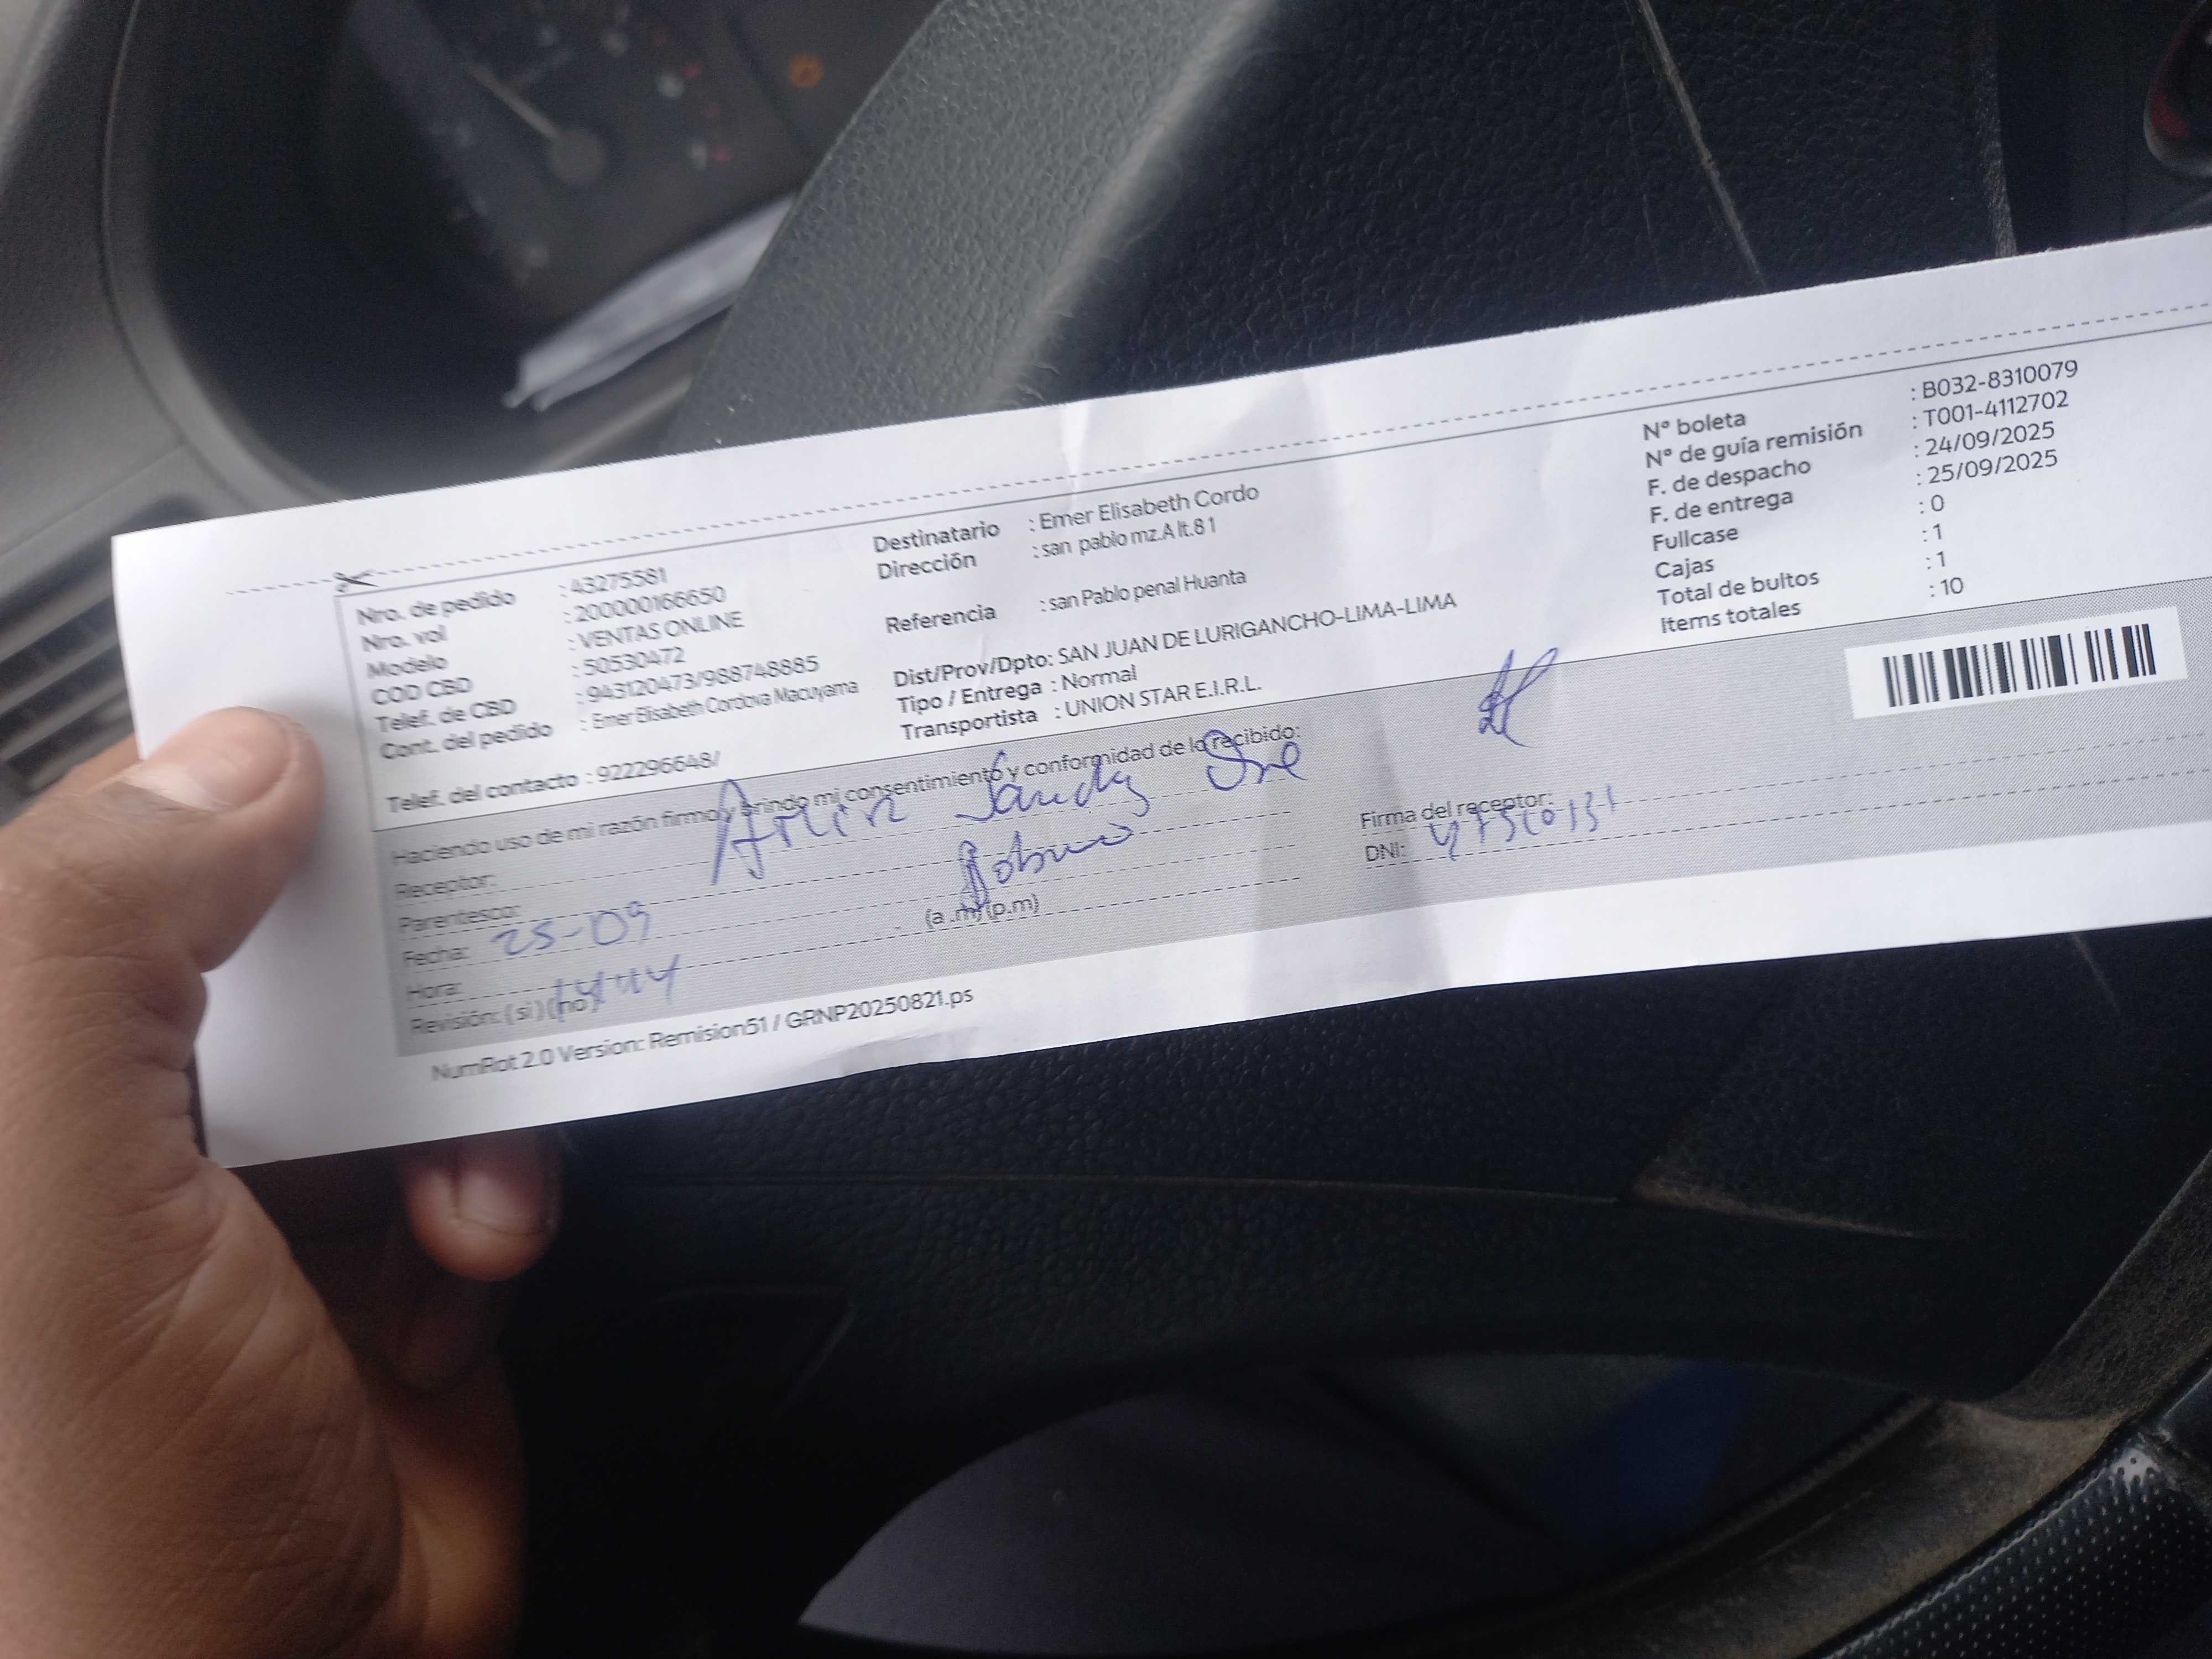 Nro. de pedido : 43275581
Nro. vol : 200000166650
Modelo : VENTAS ONLINE
COD CBD : 50530472
Telef. de CBD : 943120473/988748885
Cont. del pedido : Emer Elisabeth Cordova Macuyama
Telef. del contacto : 922296648/
Destinatario : Emer Elisabeth Cordo
Dirección : san pablo mz.A lt.8 1
Referencia : san Pablo penal Huanta
Dist/Prov/Dpto: SAN JUAN DE LURIGANCHO-LIMA-LIMA
Tipo / Entrega : Normal
Transportista : UNION STAR E.I.R.L.
N° boleta : B032-8310079
N° de guía remisión : T001-4112702
F. de despacho : 24/09/2025
F. de entrega : 25/09/2025
Fullcase : 0
Cajas : 1
Total de bultos : 1
Items totales : 10
Haciendo uso de mi razón firmo y brindo mi consentimiento y conformidad de lo recibido:
Receptor:
Parentesco:
Fecha: 25-09
Hora: (a.m)(p.m)
Revisión: (si) (no)
Firma del receptor:
DNI:
NumRot 2.0 Version: Remision51 / GRNP20250821.ps